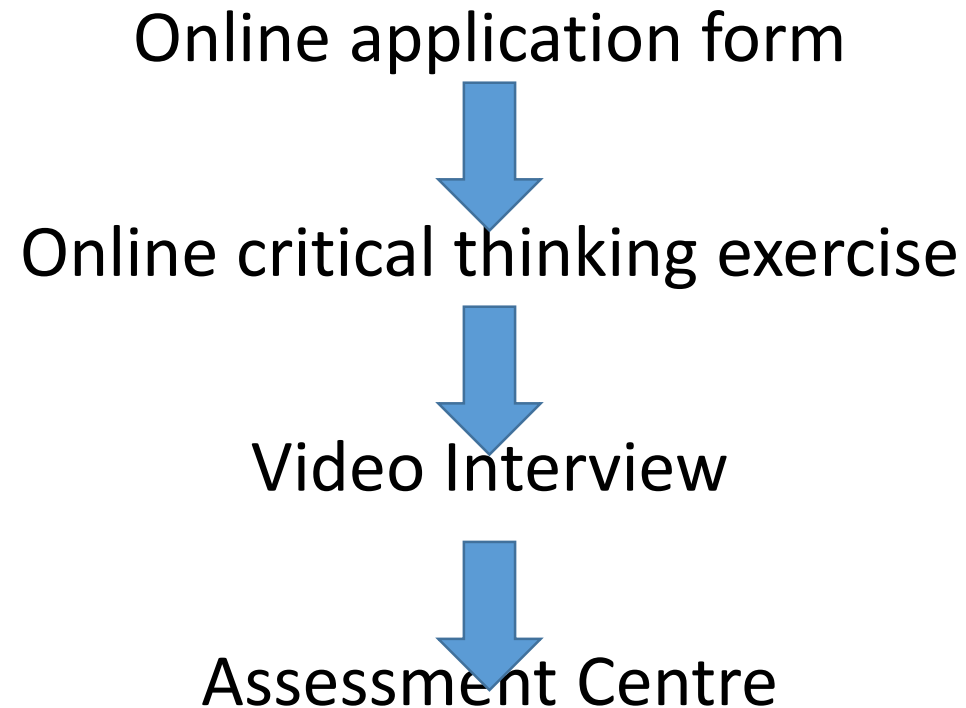 Online application form
Online critical thinking exercise
Video Interview
Assessment Centre